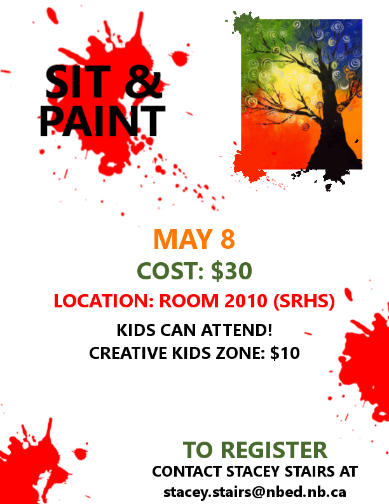 SIT &
PAINT
MAY 8
COST: $30
LOCATION: ROOM 2010 (SRHS)
KIDS CAN ATTEND!
CREATIVE KIDS ZONE: $10
TO REGISTER
CONTACT STACEY STAIRS AT
stacey.stairs@nbed.nb.ca